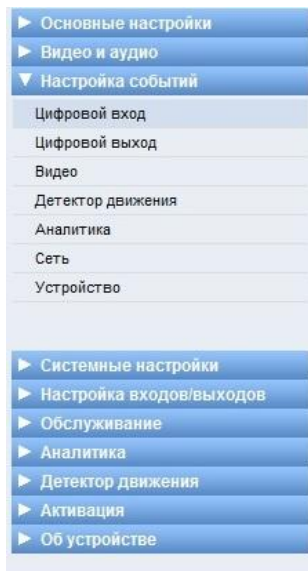 Основные настройки
Видео и аудио
Настройка событий
Цифровой вход
Цифровой выход
Видео
Детектор движения
Аналитика
Сеть
Устройство
Системные настройки
Настройка входов/выходов
Обслуживание
Аналитика
Детектор движения
Активация
Об устройстве